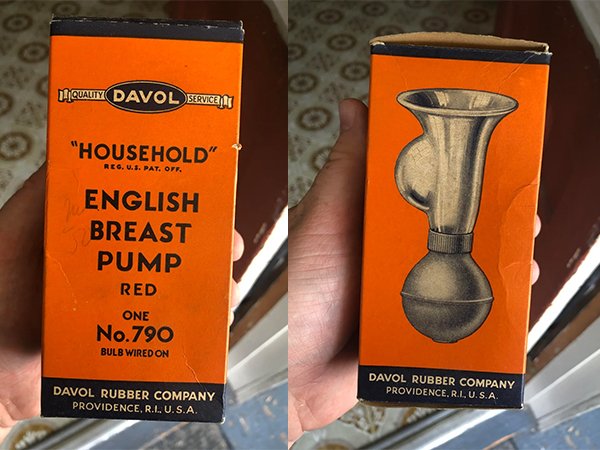 QUALITY DAVOL SERVICE
"HOUSEHOLD"
REG. U.S. PAT. OFF.
ENGLISH
BREAST
PUMP
RED
ONE
No. 790
BULB WIRED ON
DAVOL RUBBER COMPANY
PROVIDENCE, R.I., U.S.A.
DAVOL RUBBER COMPANY
PROVIDENCE, R.I., U.S.A.